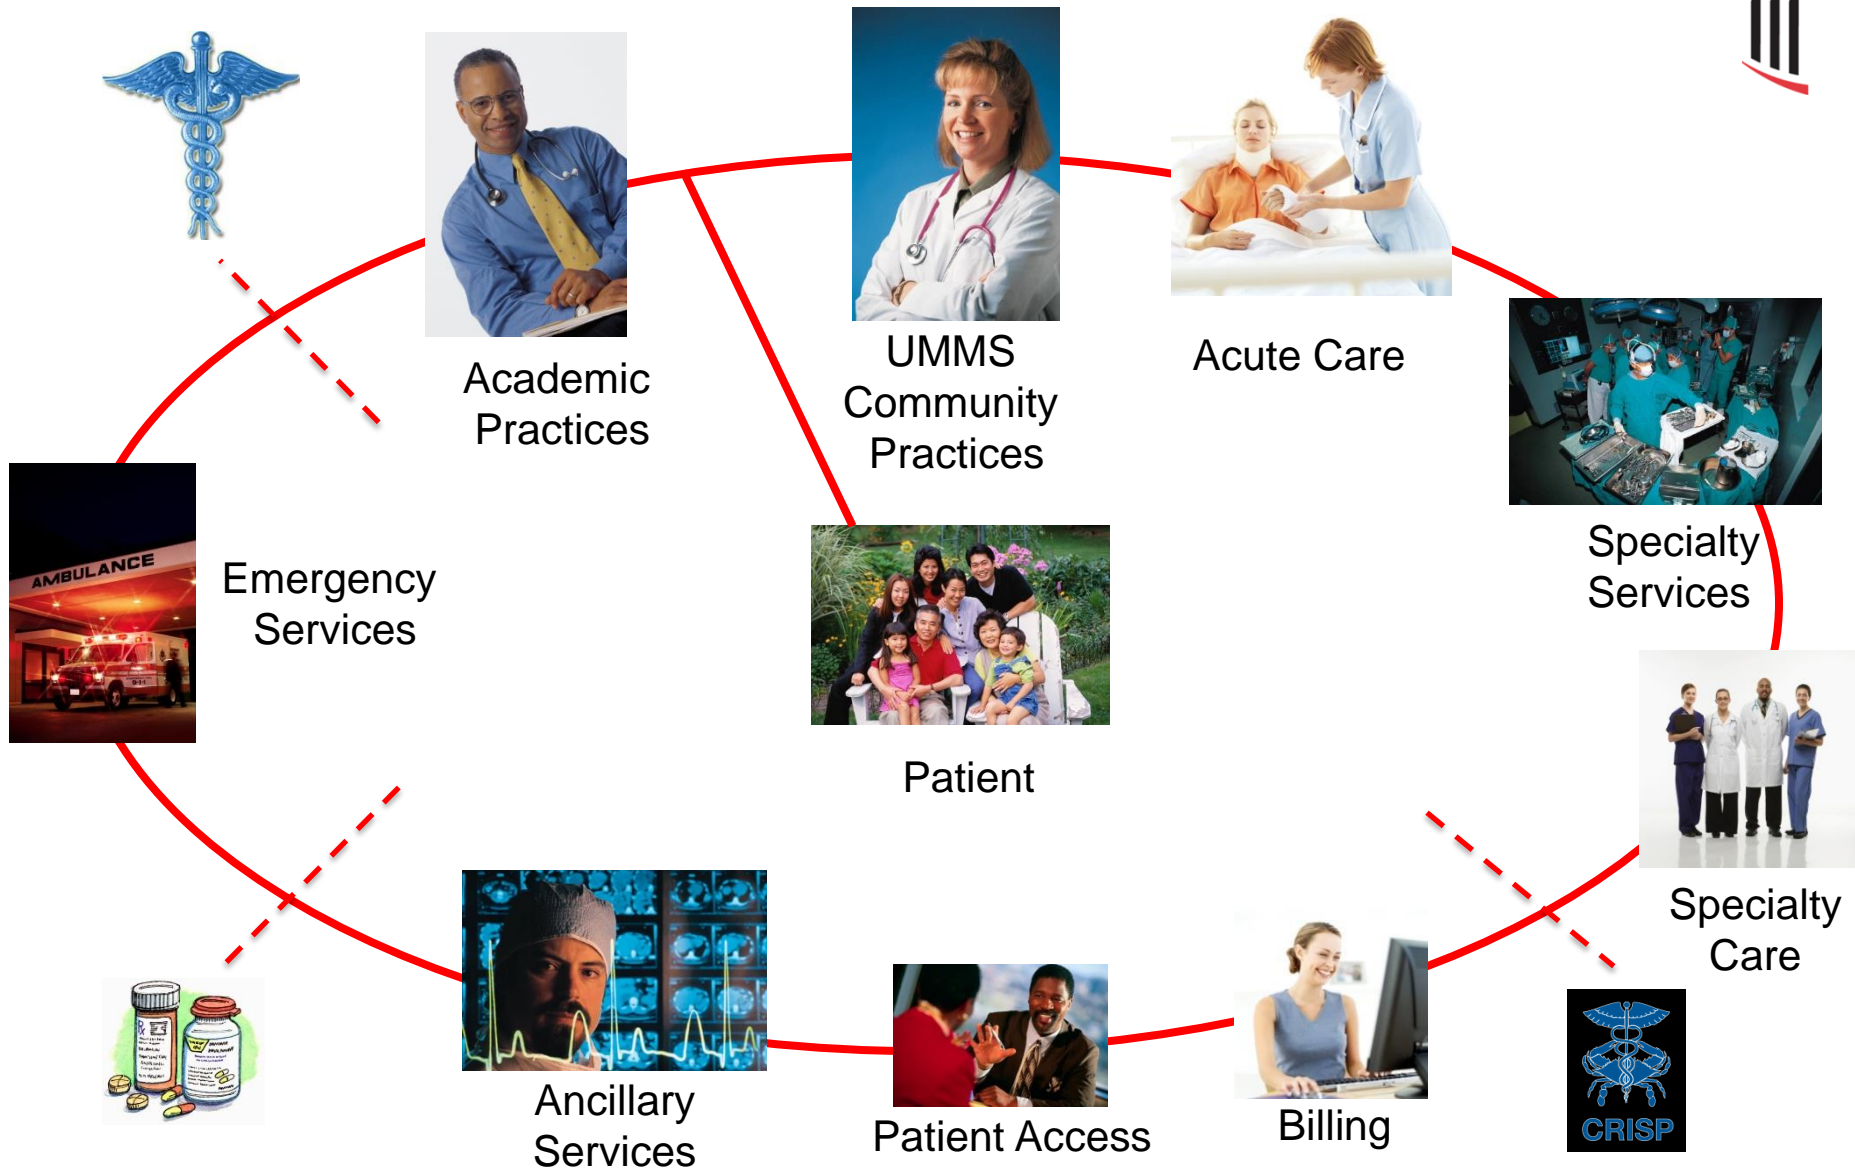 Academic
Practices
UMMS
Community
Practices
Acute Care
Specialty
Services
AMBULANCE
Emergency
Services
Patient
Specialty
Care
Ancillary
Services
Patient Access
Billing
CRISP